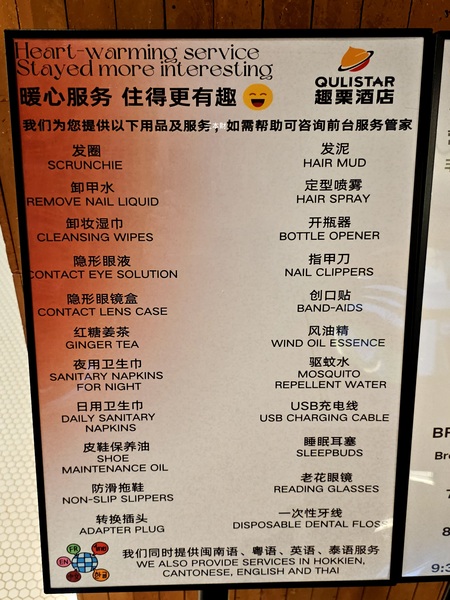 Heart-warming service
Stayed more interesting
QULISTAR
趣栗酒店
暖心服务 住得更有趣
我们为您提供以下用品及服务，如需帮助可咨询前台服务管家
发圈
SCRUNCHIE
卸甲水
REMOVE NAIL LIQUID
卸妆湿巾
CLEANSING WIPES
隐形眼液
CONTACT EYE SOLUTION
隐形眼镜盒
CONTACT LENS CASE
红糖姜茶
GINGER TEA
夜用卫生巾
SANITARY NAPKINS
FOR NIGHT
日用卫生巾
DAILY SANITARY
NAPKINS
皮鞋保养油
SHOE
MAINTENANCE OIL
防滑拖鞋
NON-SLIP SLIPPERS
转换插头
ADAPTER PLUG
发泥
HAIR MUD
定型喷雾
HAIR SPRAY
开瓶器
BOTTLE OPENER
指甲刀
NAIL CLIPPERS
创口贴
BAND-AIDS
风油精
WIND OIL ESSENCE
驱蚊水
MOSQUITO
REPELLENT WATER
USB充电线
USB CHARGING CABLE
睡眠耳塞
SLEEPBUDS
老花眼镜
READING GLASSES
一次性牙线
DISPOSABLE DENTAL FLOSS
FR
EN
我们同时提供闽南语、粤语、英语、泰语服务
WE ALSO PROVIDE SERVICES IN HOKKIEN,
CANTONESE, ENGLISH AND THAI